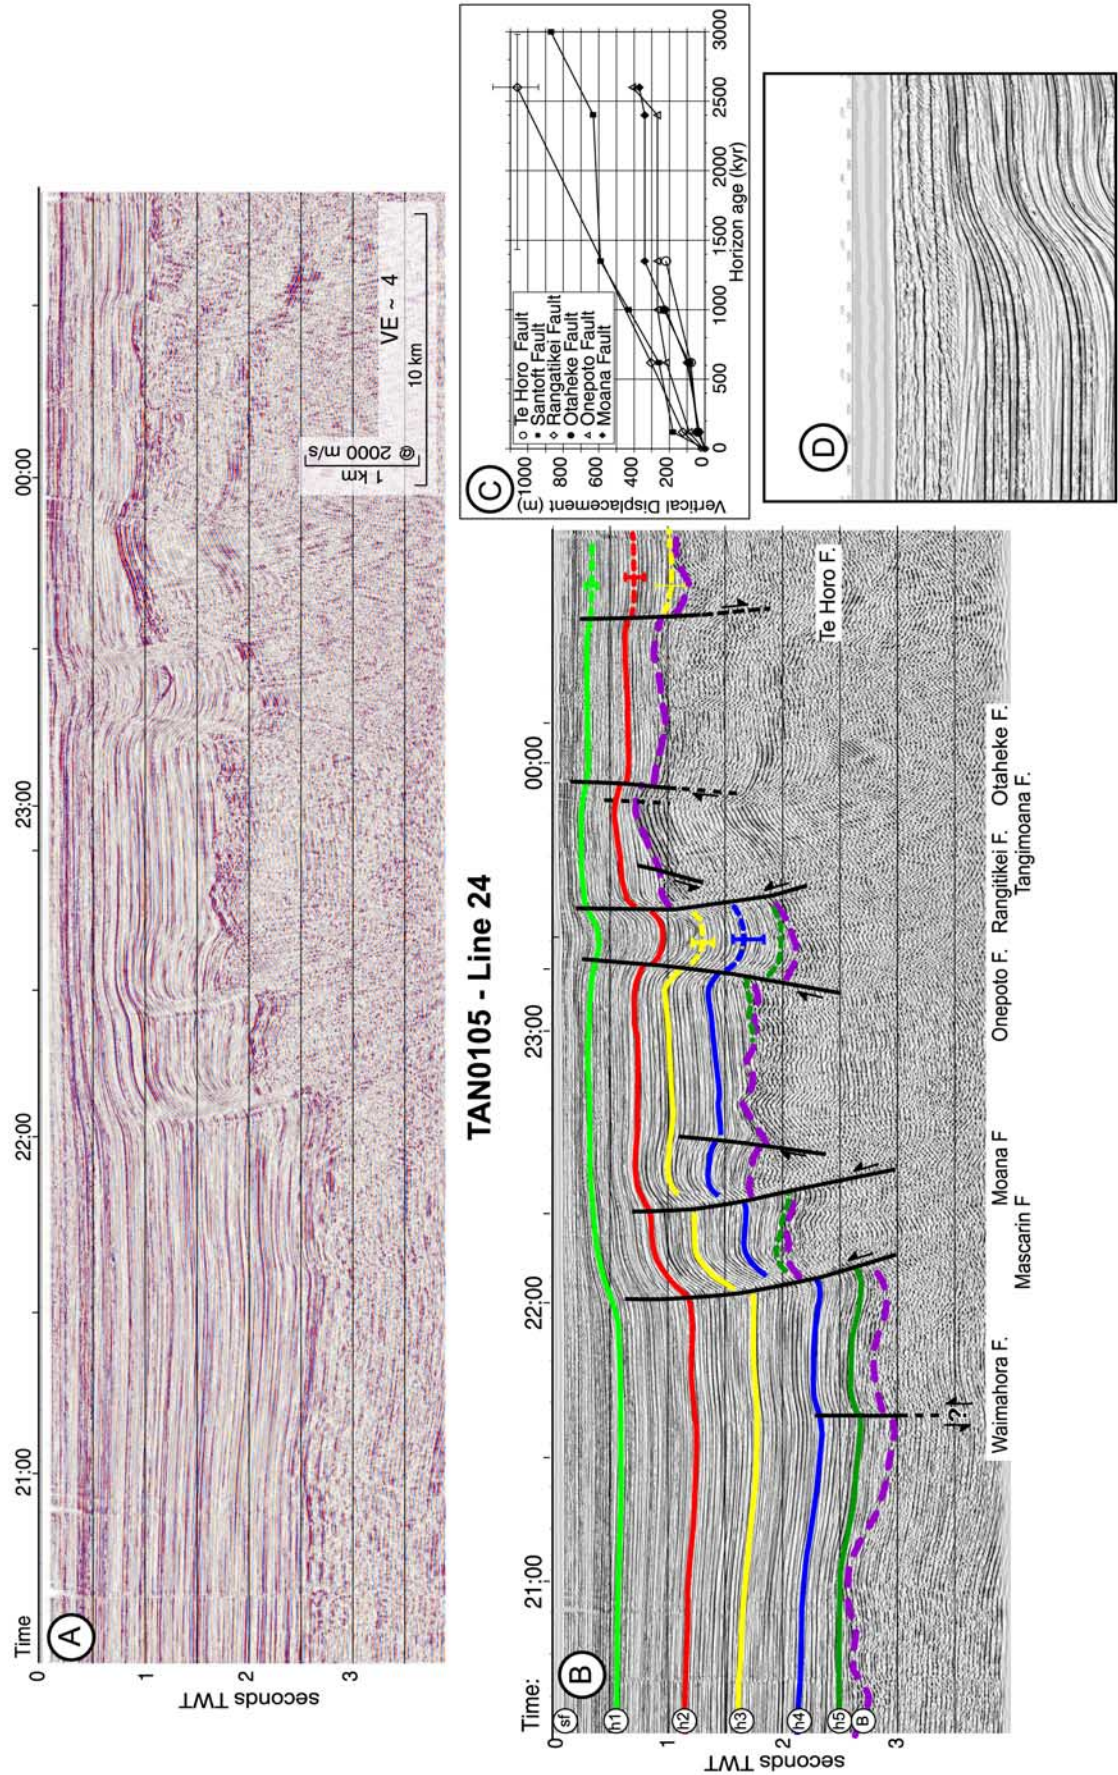 Time
21:00
22:00
23:00
00:00
A
0
1
2
3
seconds TWT
VE ~ 4
10 km
1 km
@ 2000 m/s
TAN0105 - Line 24
B
Time:
21:00
22:00
23:00
00:00
0
1
2
3
seconds TWT
sf
h1
h2
h3
h4
h5
B
?
Waimahora F.
Mascarin F
Moana F
Onepoto F.
Rangitikei F.
Tangimoana F.
Otaheke F.
Te Horo F.
C
Te Horo Fault
Santoft Fault
Rangatikei Fault
Otaheke Fault
Onepoto Fault
Moana Fault
Vertical Displacement (m)
1000
800
600
400
200
0
0
500
1000
1500
2000
2500
3000
Horizon age (kyr)
D